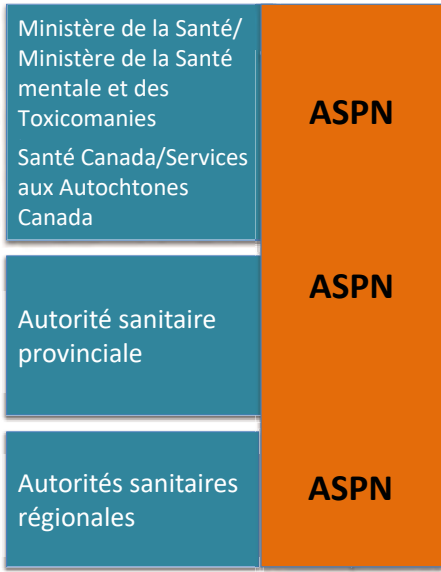 Ministère de la Santé/
Ministère de la Santé
mentale et des
Toxicomanies
Santé Canada/Services
aux Autochtones
Canada
ASPN
Autorité sanitaire
provinciale
ASPN
Autorités sanitaires
régionales
ASPN